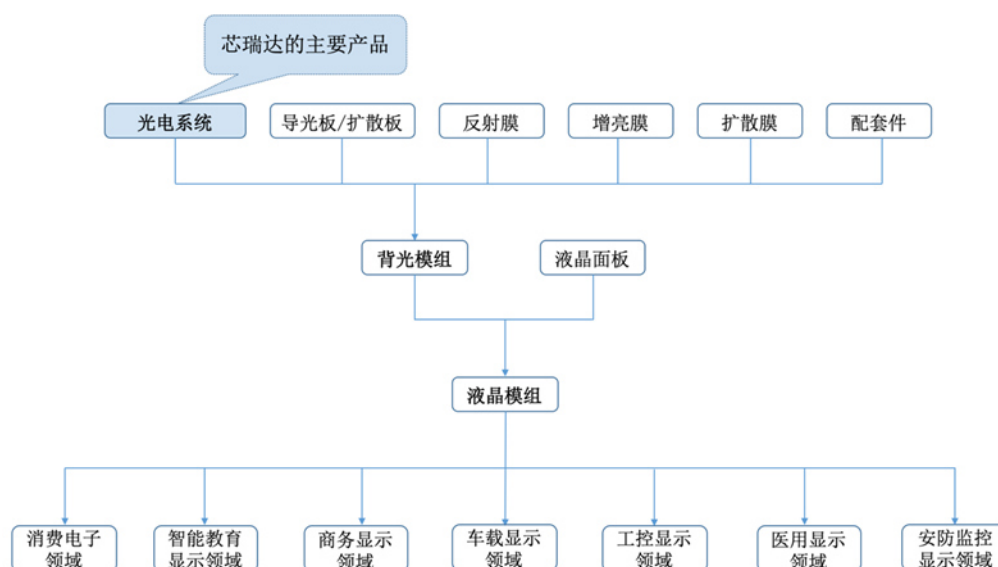 芯瑞达的主要产品
光电系统
导光板/扩散板
反射膜
增亮膜
扩散膜
配套件
背光模组
液晶面板
液晶模组
消费电子
领域
智能教育
显示领域
商务显示
领域
车载显示
领域
工控显示
领域
医用显示
领域
安防监控
显示领域